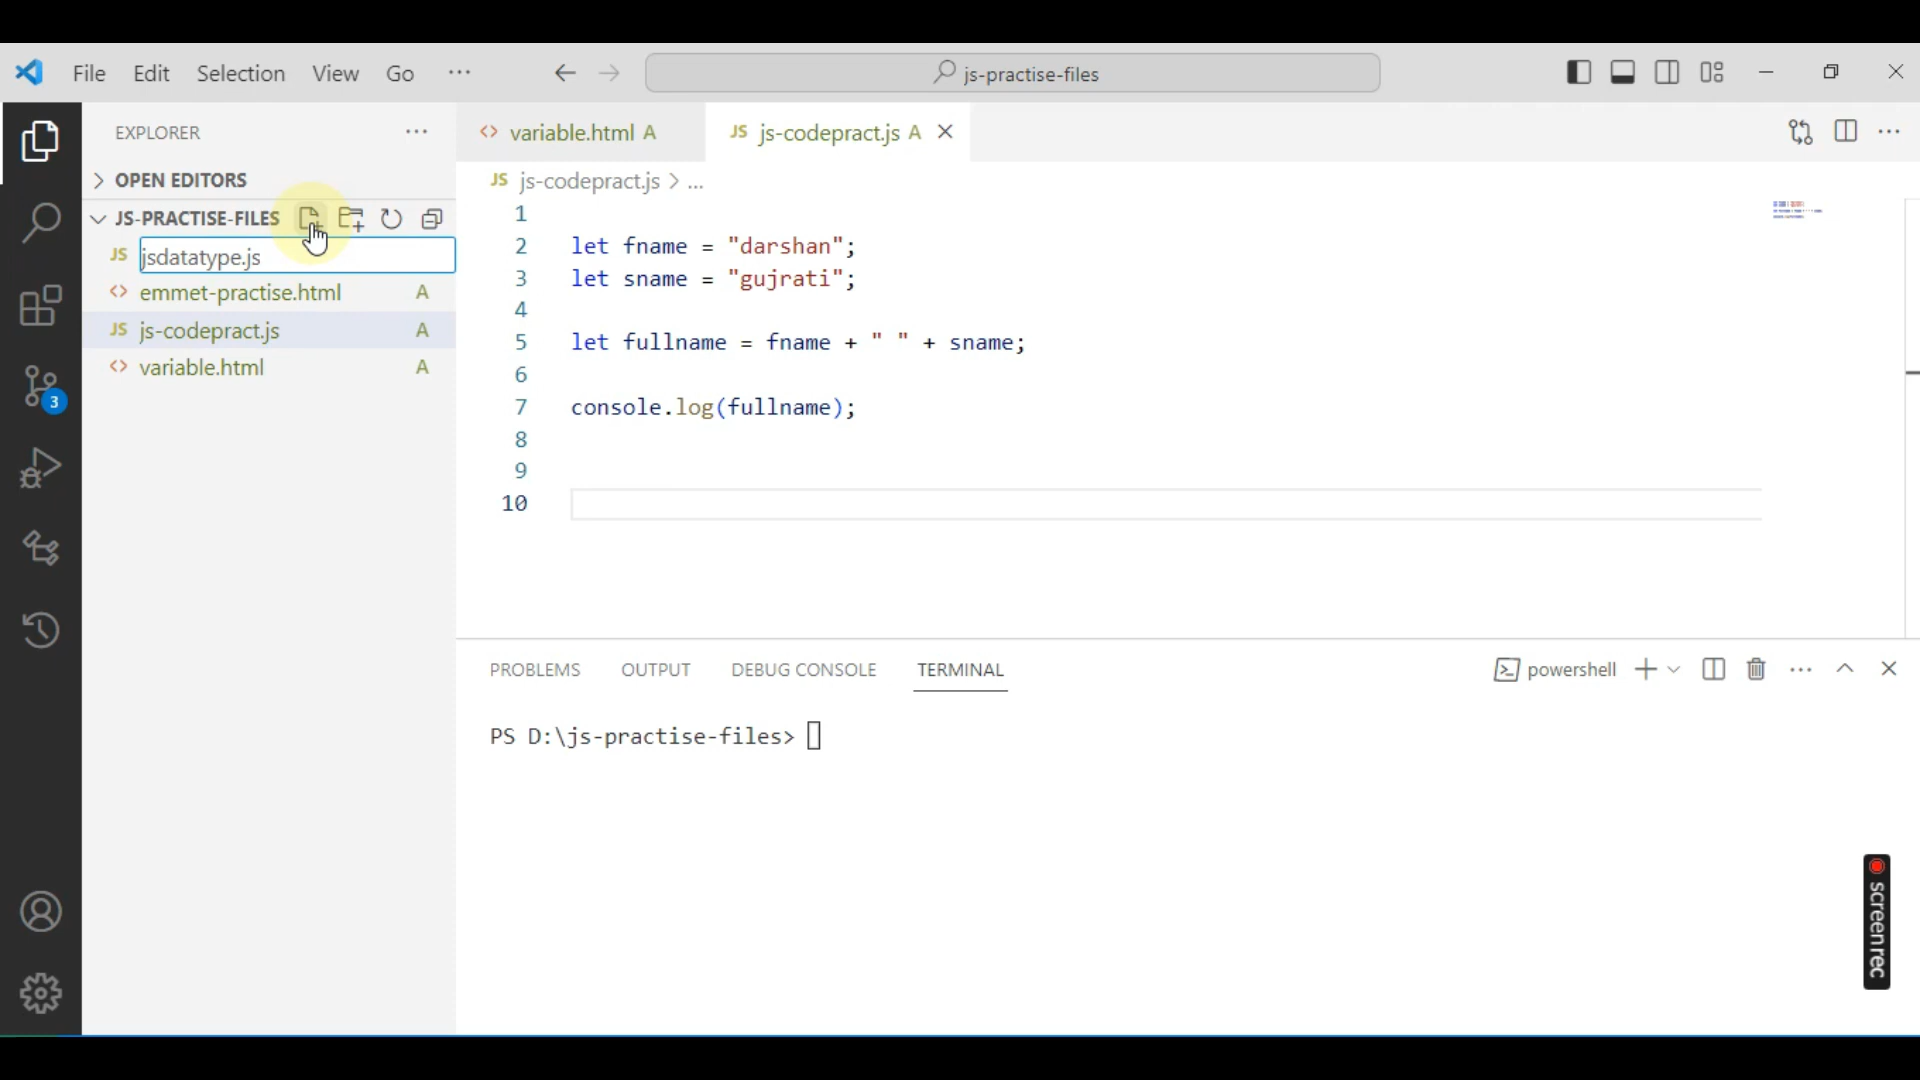 File Edit Selection View Go ···
js-practise-files
EXPLORER ···
OPEN EDITORS
JS-PRACTISE-FILES
JS jsdatatype.js
<> emmet-practise.html A
JS js-codepract.js A
<> variable.html A
3
<> variable.html A
JS js-codepract.js A
JS js-codepract.js > ...
1
2 let fname = "darshan";
3 let sname = "gujrati";
4
5 let fullname = fname + " " + sname;
6
7 console.log(fullname);
8
9
10
PROBLEMS OUTPUT DEBUG CONSOLE TERMINAL
powershell
PS D:\js-practise-files>
screenrec